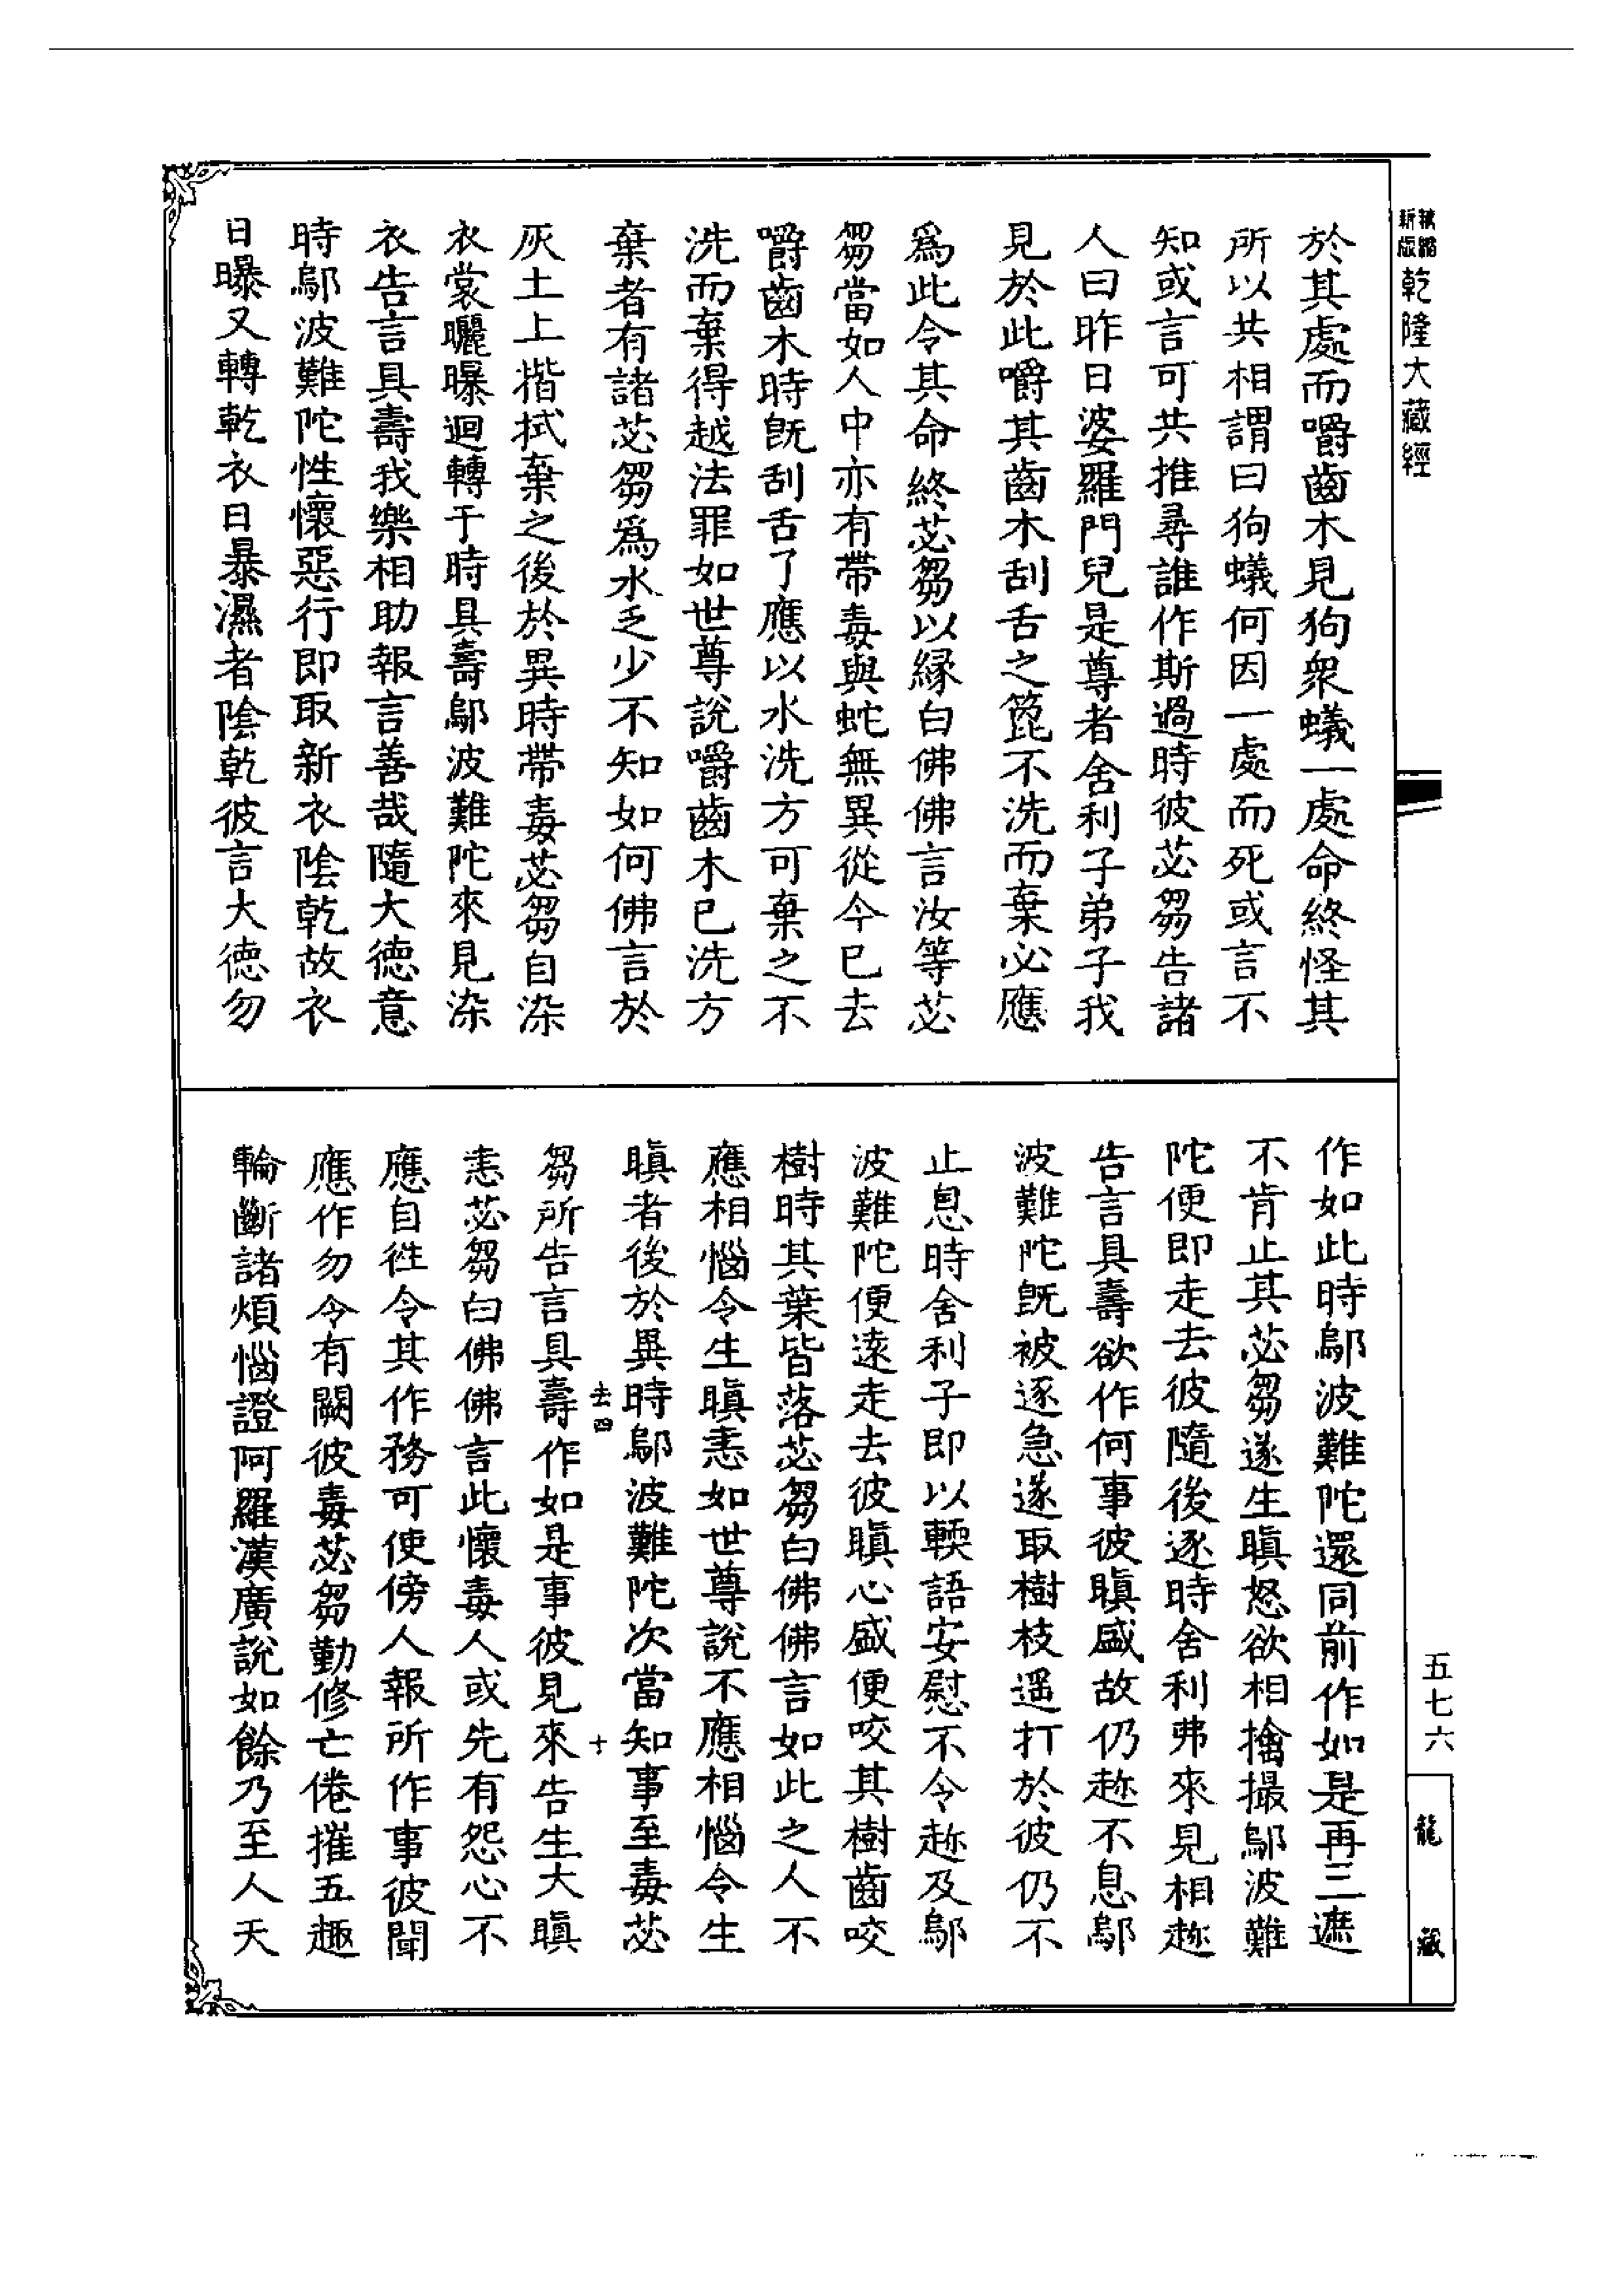 新版縮
乾隆大藏經
於其處而嚼齒木見狗衆蟻一處命終怪其
所以共相謂曰狗蟻何因一處而死或言不
知或言可共推尋誰作斯過時彼苾芻告諸
人曰昨日婆羅門兒是尊者舍利子弟子我
見於此嚼其齒木刮舌之箆不洗而棄必應
爲此令其命終苾芻以縁白佛佛言汝等苾
芻當如人中亦有帶毒與蛇無異從今已去
嚼齒木時旣刮舌了應以水洗方可棄之不
洗而棄得越法罪如世尊說嚼齒木已洗方
棄者有諸苾芻爲水乏少不知如何佛言於
灰土上揩拭棄之後於異時帶毒苾芻自染
衣裳曬曝迴轉于時具壽鄔波難陀來見染
衣告言具壽我樂相助報言善哉隨大德意
時鄔波難陀性懷惡行即取新衣陰乾故衣
日曝又轉乾衣日暴濕者陰乾彼言大德勿
作如此時鄔波難陀還同前作如是再三遮
不肯止其苾芻遂生瞋怒欲相擒撮鄔波難
陀便即走去彼隨後逐時舍利弗來見相趂
告言具壽欲作何事彼瞋盛故仍趂不息鄔
波難陀旣被逐急遂取樹枝遥打於彼仍不
止息時舍利子即以輭語安慰不令趂及鄔
波難陀便遠走去彼瞋心盛便咬其樹齒咬
樹時其葉皆落苾芻白佛佛言如此之人不
應相惱令生瞋恚如世尊說不應相惱令生
瞋者後於異時鄔波難陀次當知事至毒苾
去四
十
芻所告言具壽作如是事彼見來告生大瞋
恚苾芻白佛佛言此懷毒人或先有怨心不
應自徃令其作務可使傍人報所作事彼聞
應作勿令有闕彼毒苾芻勤修亡倦摧五趣
輪斷諸煩惱證阿羅漢廣說如餘乃至人天
五七六
龍藏